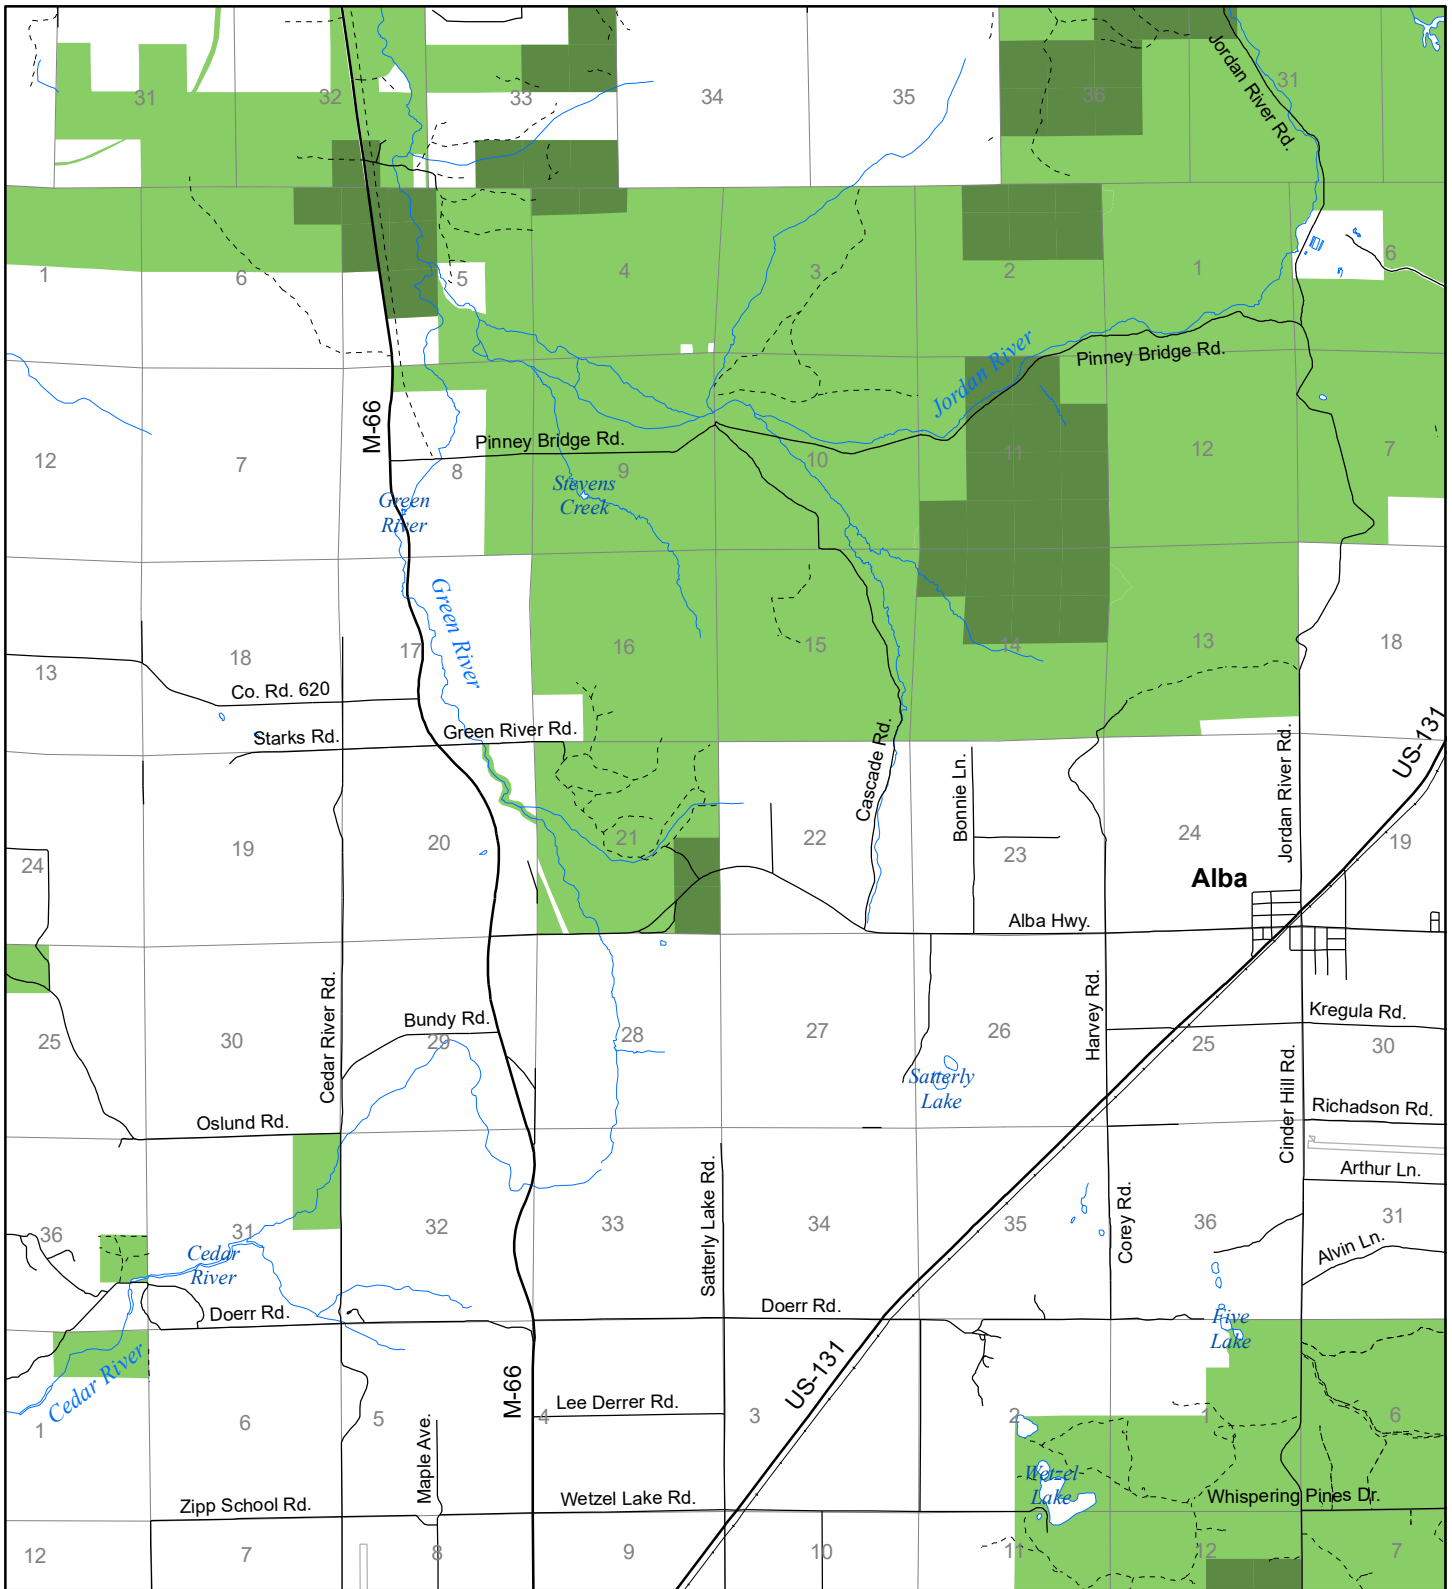 31
32
33
34
35
36
31
Jordan River Rd.
1
6
5
4
3
2
1
6
Jordan River
Pinney Bridge Rd.
M-66
12
7
Pinney Bridge Rd.
8
9
10
11
12
7
Green
River
Stevens
Creek
Green River
13
18
17
16
15
14
13
18
Co. Rd. 620
Starks Rd.
Green River Rd.
Cascade Rd.
Bonnie Ln.
Jordan River Rd.
US-131
24
19
20
21
22
23
24
19
Alba
Alba Hwy.
Cedar River Rd.
Bundy Rd.
Harvey Rd.
Kregula Rd.
25
30
29
28
27
26
25
30
Satterly
Lake
Cinder Hill Rd.
Oslund Rd.
Richadson Rd.
Arthur Ln.
Satterly Lake Rd.
Corey Rd.
36
31
32
33
34
35
36
31
Alvin Ln.
Cedar
River
Doerr Rd.
Doerr Rd.
Five
Lake
Cedar River
M-66
US-131
Lee Derrer Rd.
1
6
5
4
3
2
1
6
Maple Ave.
Wetzel
Lake
Zipp School Rd.
Wetzel Lake Rd.
Whispering Pines Dr.
12
7
8
9
10
11
12
7